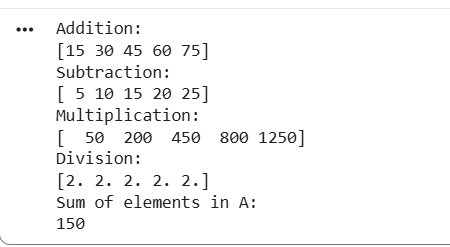 Addition:
[15 30 45 60 75]
Subtraction:
[ 5 10 15 20 25]
Multiplication:
[  50  200  450  800 1250]
Division:
[2. 2. 2. 2. 2.]
Sum of elements in A:
150